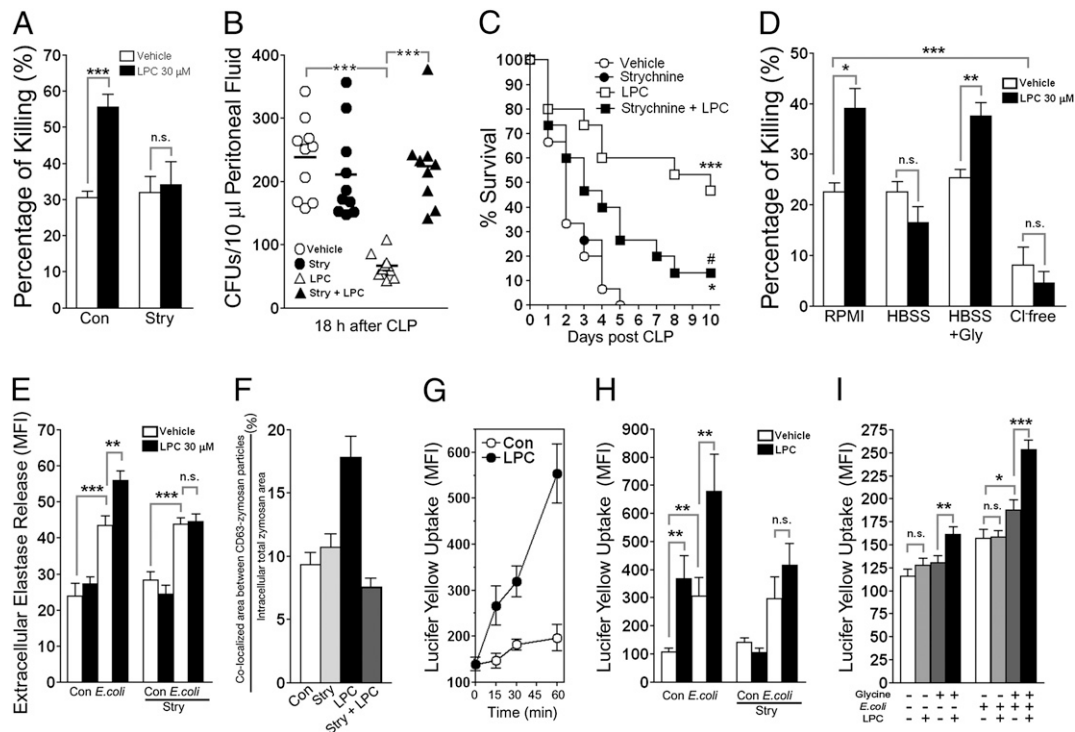 A
Percentage of Killing (%)
70
60
50
40
30
20
10
0
Vehicle
LPC 30 μM
***
n.s.
Con Stry
B
CFUs/10 μl Peritoneal Fluid
400
300
200
100
0
***
***
Vehicle
Stry
LPC
Stry + LPC
18 h after CLP
C
% Survival
100
90
80
70
60
50
40
30
20
10
0
Vehicle
Strychnine
LPC
Strychnine + LPC
***
#
*
0 1 2 3 4 5 6 7 8 9 10
Days post CLP
D
Percentage of Killing (%)
50
40
30
20
10
0
***
Vehicle
LPC 30 μM
*
n.s.
**
n.s.
RPMI HBSS HBSS Cl-free
+Gly
E
Extracellular Elastase Release (MFI)
70
60
50
40
30
20
10
0
Vehicle
LPC 30 μM
***
**
***
n.s.
Con E.coli Con E.coli
Stry
F
Co-localized area between CD63-zymosan particles
Intracellular total zymosan area
(%)
20
15
10
5
0
Con
Stry
LPC
Stry + LPC
G
Lucifer Yellow Uptake (MFI)
600
500
400
300
200
100
Con
LPC
0 15 30 60
Time (min)
H
Lucifer Yellow Uptake (MFI)
900
800
700
600
500
400
300
200
100
0
Vehicle
LPC
**
**
**
n.s.
Con E.coli Con E.coli
Stry
I
Lucifer Yellow Uptake (MFI)
275
250
225
200
175
150
125
100
75
50
25
0
Vehicle
LPC
n.s.
**
n.s.
*
***
Glycine - - + + - - + +
E.coli - - - - + + + +
LPC - + - + - + - +